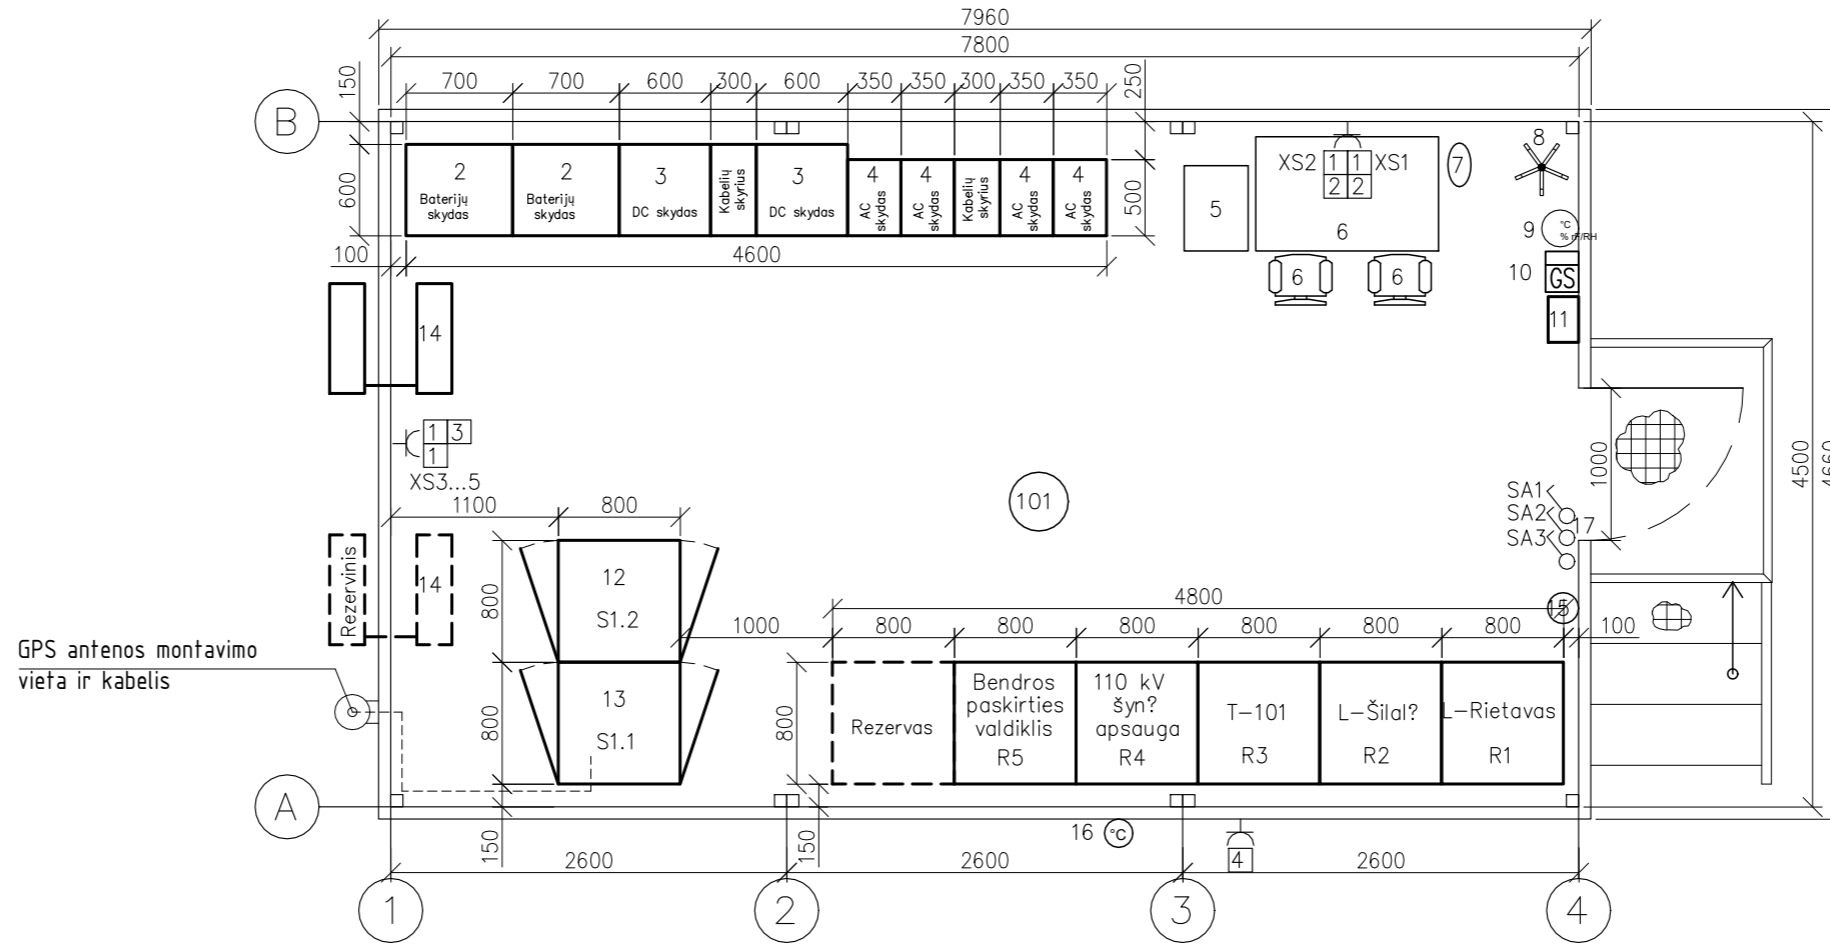 7960
7800
150
700
700
600
300
600
350
350
300
350
350
250
B
600
2
Baterijų
skydas
2
Baterijų
skydas
3
DC skydas
Kabelių
skyrius
3
DC skydas
4
AC
skydas
4
AC
skydas
Kabelių
skyrius
4
AC
skydas
4
AC
skydas
500
5
XS2
1
1
XS1
2
2
6
7
8
9
°C
% rF/RH
10
GS
11
6
6
100
4600
14
1
3
1
XS3...5
1100
800
101
SA1
SA2
SA3
17
1000
4500
4660
Rezervinis
14
800
12
S1.2
1000
4800
15
800
800
800
800
800
800
100
GPS antenos montavimo
vieta ir kabelis
800
13
S1.1
800
Rezervas
Bendros
paskirties
valdiklis
R5
110 kV
šyn?
apsauga
R4
T-101
R3
L-Šilal?
R2
L-Rietavas
R1
A
150
150
16
°C
4
2600
2600
2600
1
2
3
4